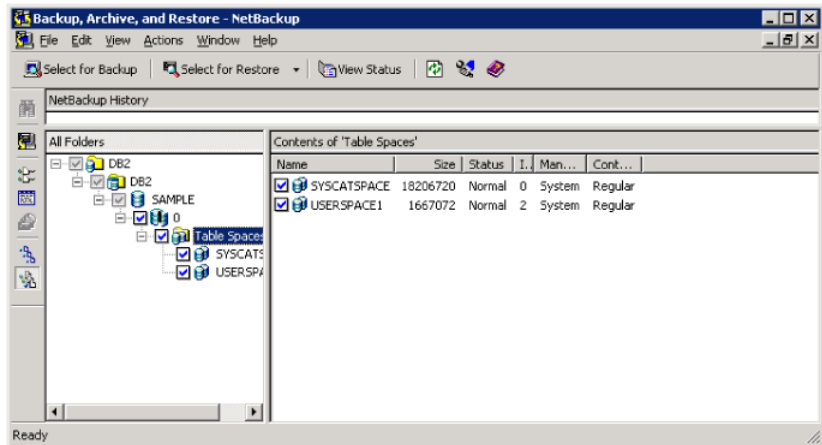 Backup, Archive, and Restore - NetBackup
File Edit View Actions Window Help
Select for Backup Select for Restore View Status
NetBackup History
All Folders
Contents of 'Table Spaces'
Name Size Status I.. Man... Cont...
DB2
DB2
SAMPLE
0
Table Spaces
SYSCATS
USERSPA
SYSCATSPACE 18206720 Normal 0 System Regular
USERSPACE1 1667072 Normal 2 System Regular
Ready